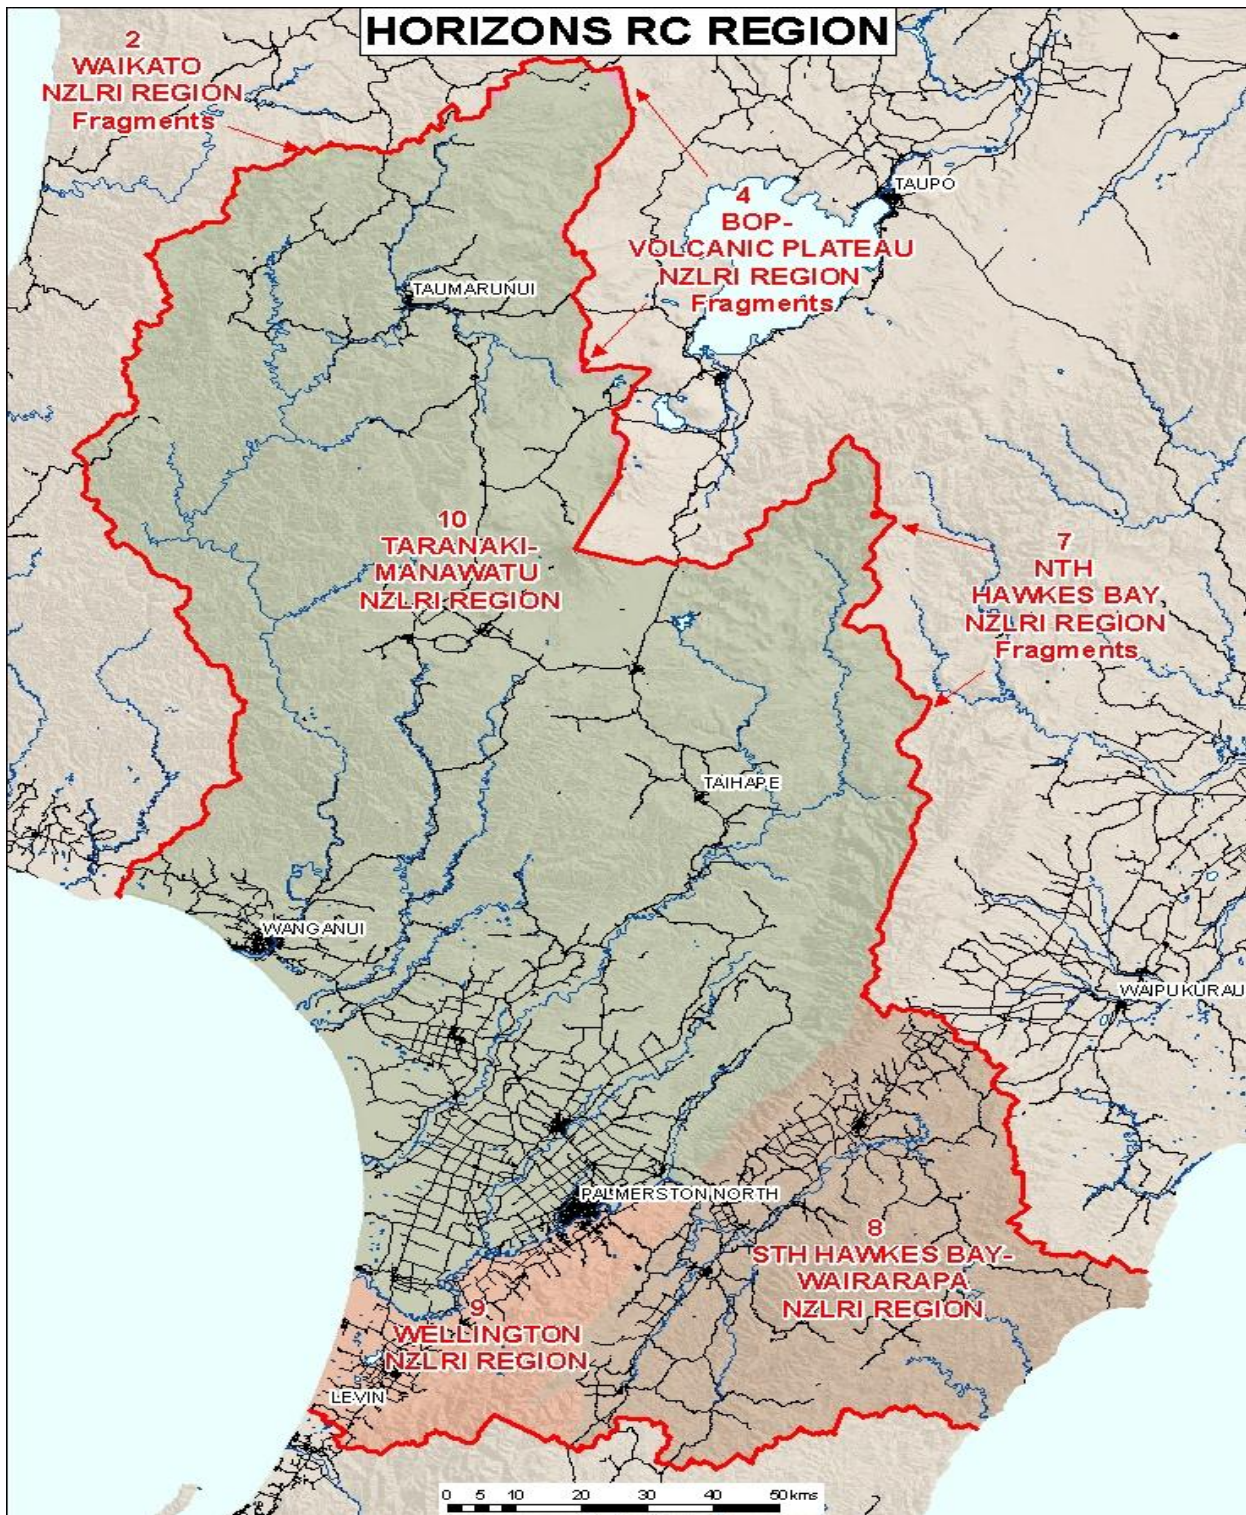 HORIZONS RC REGION
2
WAIKATO
NZLRI REGION
Fragments
TAUPO
4
BOP-
VOLCANIC PLATEAU
NZLRI REGION
Fragments
TAUMARUNUI
10
TARANAKI-
MANAWATU
NZLRI REGION
7
NTH
HAWKES BAY
NZLRI REGION
Fragments
TAIHAPE
WANGANUI
WAIPUKURAU
PALMERSTON NORTH
8
STH HAWKES BAY-
WAIRARAPA
NZLRI REGION
9
WELLINGTON
NZLRI REGION
LEVIN
0 5 10 20 30 40 50 kms